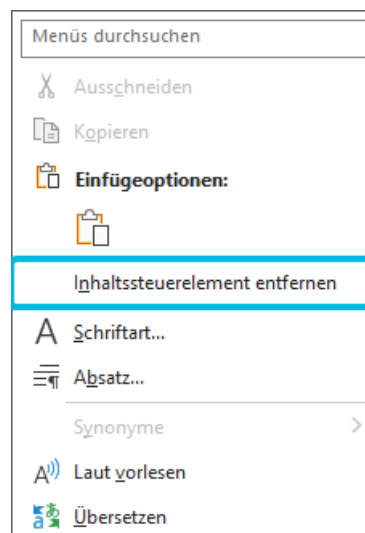 Menüs durchsuchen
Ausschneiden
Kopieren
Einfügeoptionen:
Inhaltssteuerelement entfernen
Schriftart...
Absatz...
Synonyme
Laut vorlesen
Übersetzen